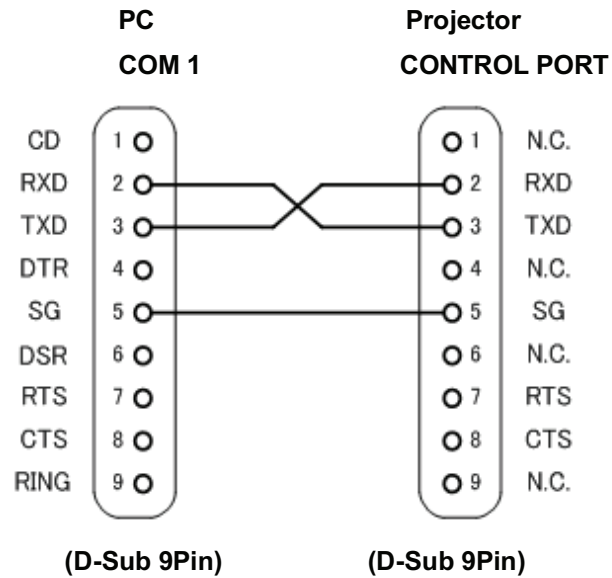 PC Projector
COM 1 CONTROL PORT
CD 1 1 N.C.
RXD 2 2 RXD
TXD 3 3 TXD
DTR 4 4 N.C.
SG 5 5 SG
DSR 6 6 N.C.
RTS 7 7 RTS
CTS 8 8 CTS
RING 9 9 N.C.
(D-Sub 9Pin) (D-Sub 9Pin)